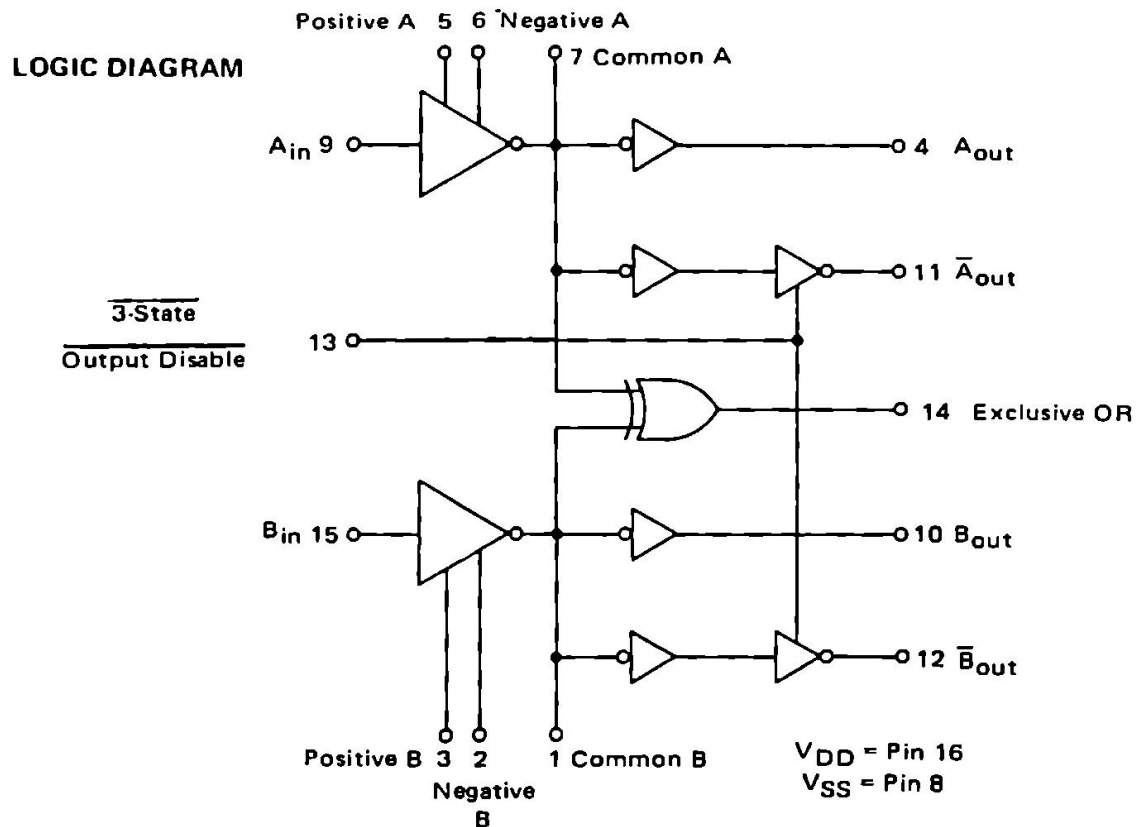 Positive A 5 6 Negative A
7 Common A
LOGIC DIAGRAM
A_in 9
4 A_out
11 A̅_out
3-State
Output Disable
13
14 Exclusive OR
B_in 15
10 B_out
12 B̅_out
Positive B 3 2
Negative
B
1 Common B
V_DD = Pin 16
V_SS = Pin 8